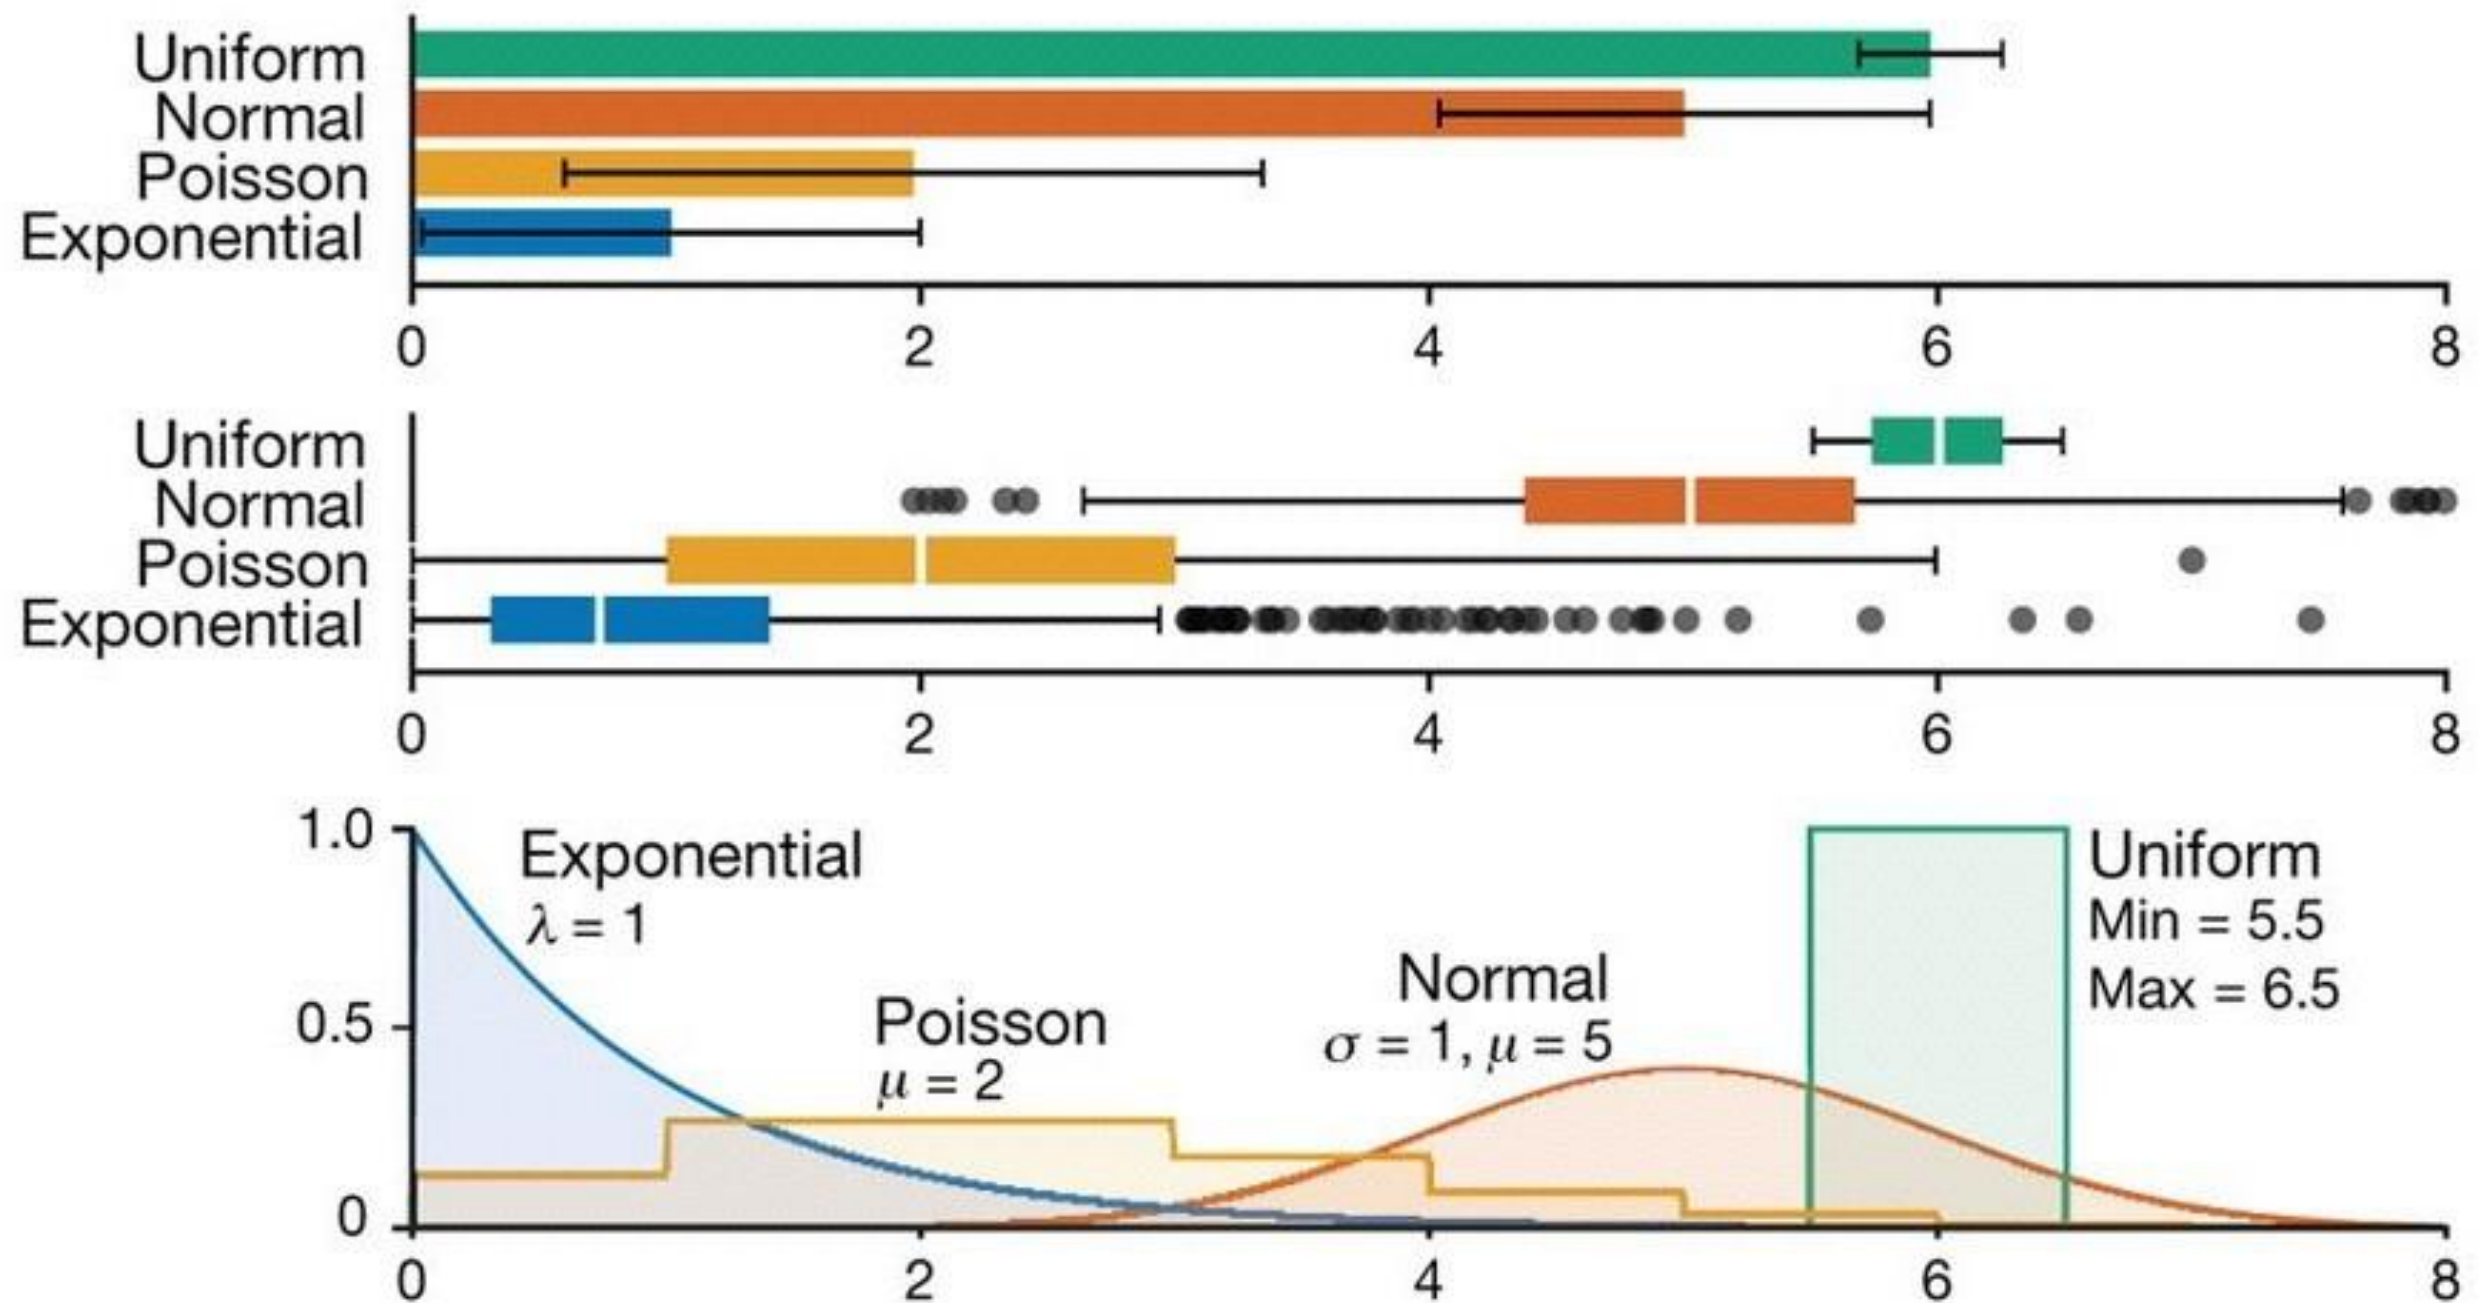 Uniform
Normal
Poisson
Exponential
0 2 4 6 8
Uniform
Normal
Poisson
Exponential
0 2 4 6 8
1.0
0.5
0
Exponential
λ = 1
Poisson
μ = 2
Normal
σ = 1, μ = 5
Uniform
Min = 5.5
Max = 6.5
0 2 4 6 8